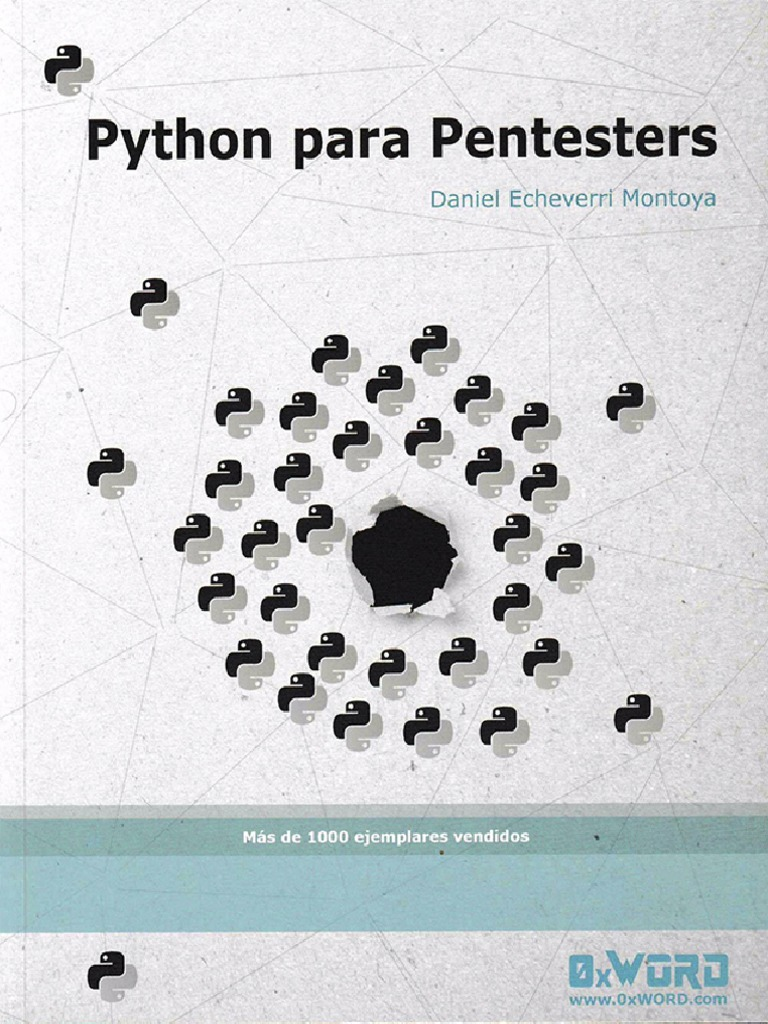 Python para Pentesters
Daniel Echeverri Montoya
Más de 1000 ejemplares vendidos
0xWORD
www.0xWORD.com